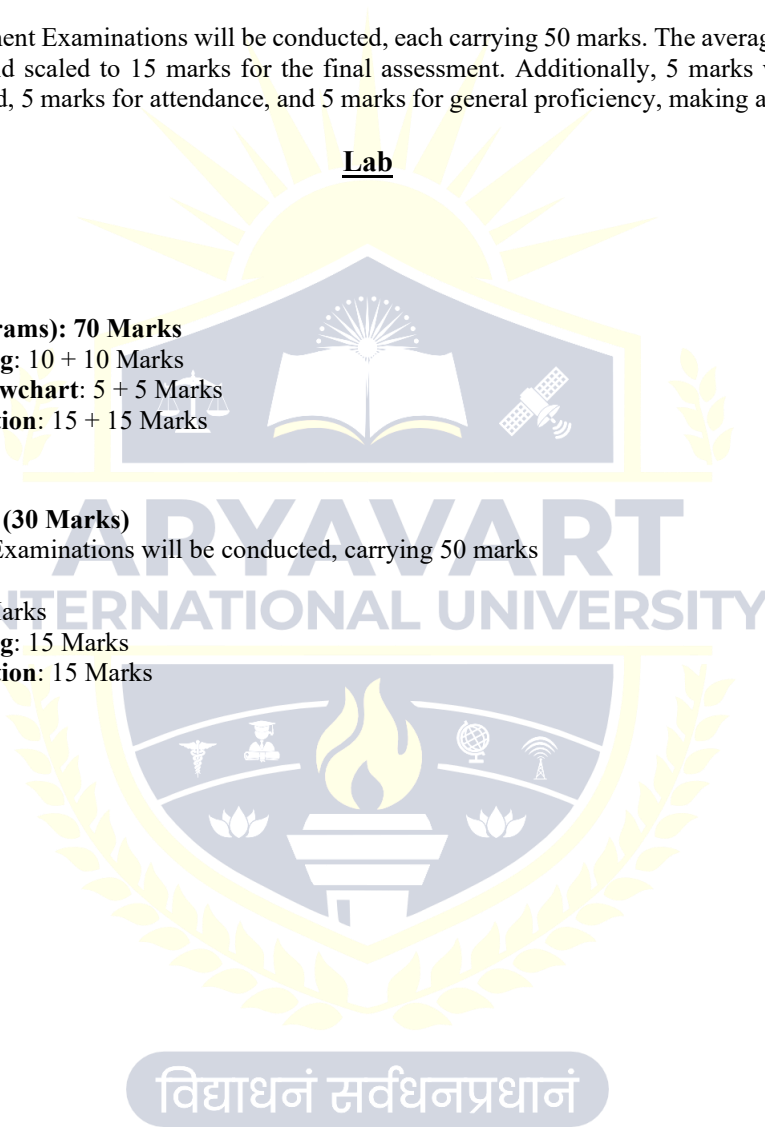 ent Examinations will be conducted, each carrying 50 marks. The averag
d scaled to 15 marks for the final assessment. Additionally, 5 marks
d, 5 marks for attendance, and 5 marks for general proficiency, making a
Lab
rams): 70 Marks
g: 10 + 10 Marks
wchart: 5 + 5 Marks
tion: 15 + 15 Marks
ARYAVART
(30 Marks)
Examinations will be conducted, carrying 50 marks
NTERNATIONAL UNIVERSITY
arks
g: 15 Marks
tion: 15 Marks
विद्याधनं सर्वधनप्रधानं